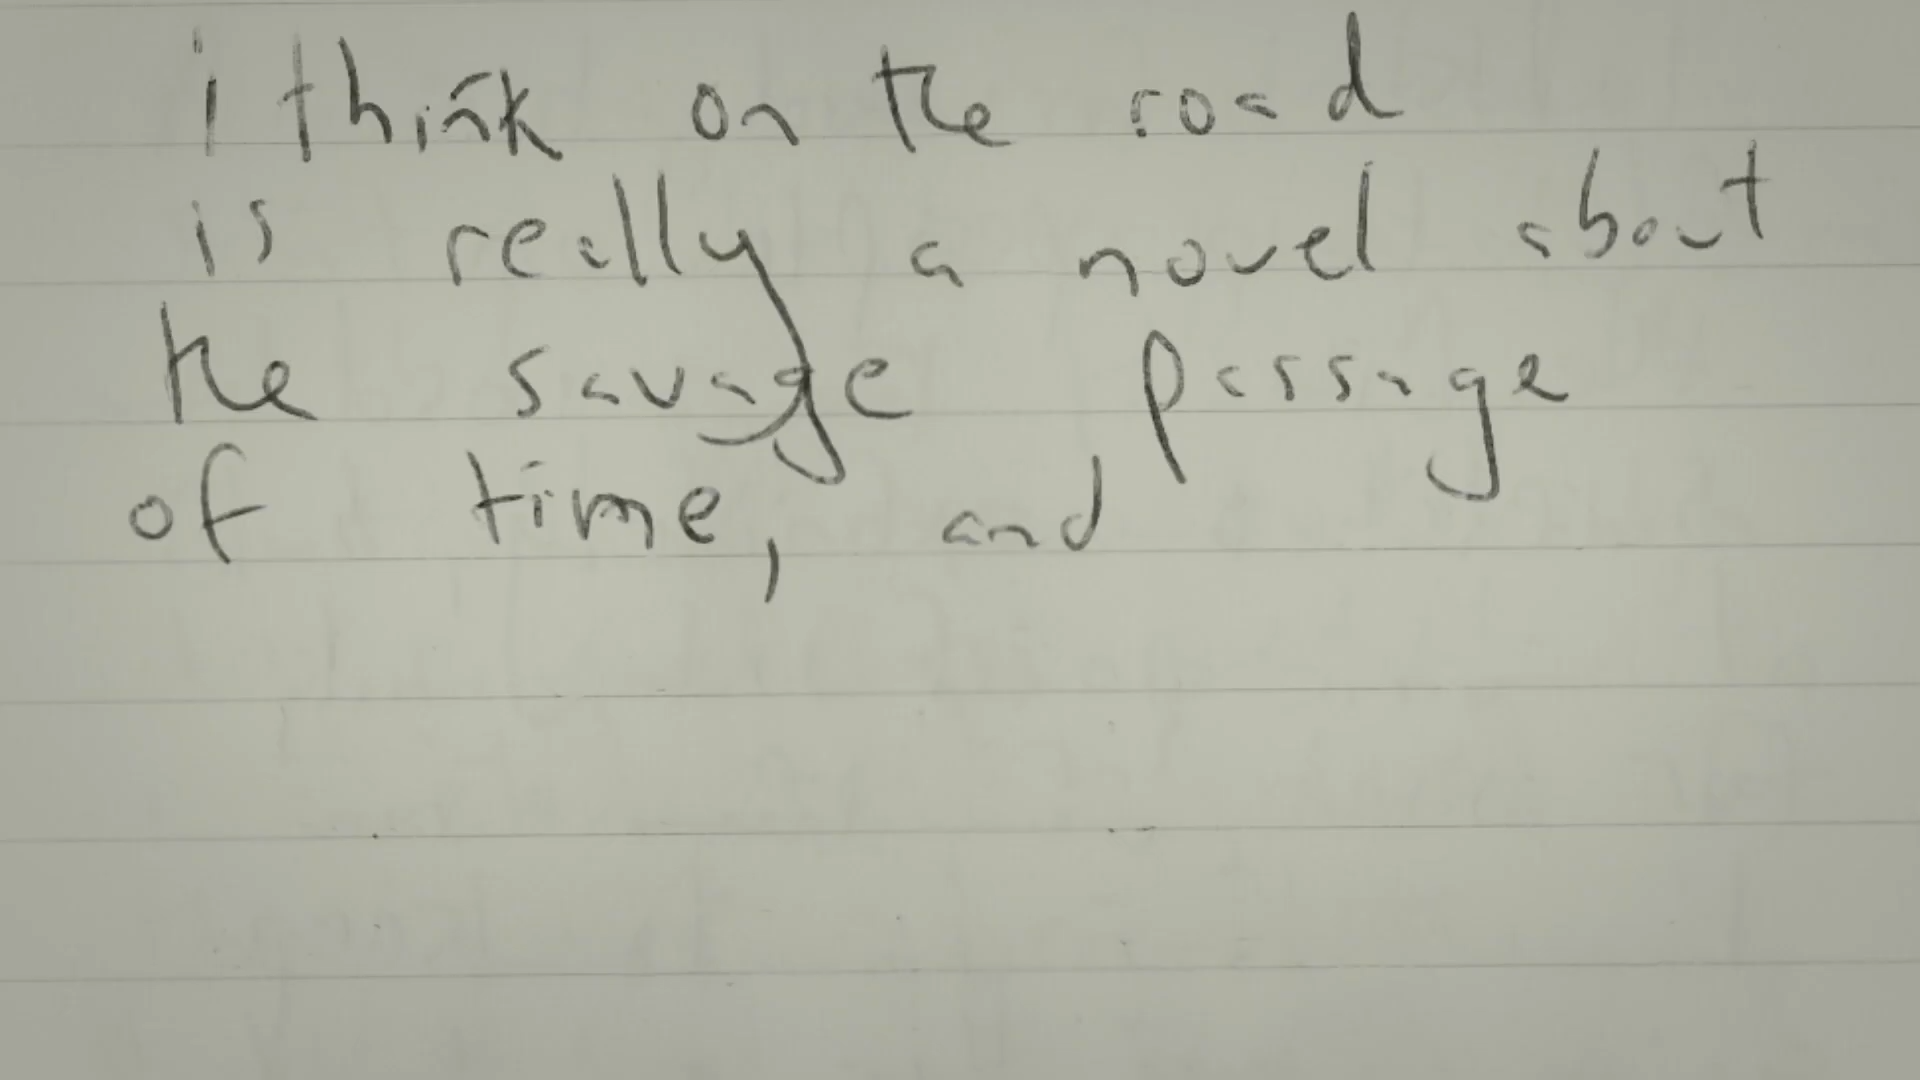 i think on the road
is really a novel about
the savage passage
of time, and